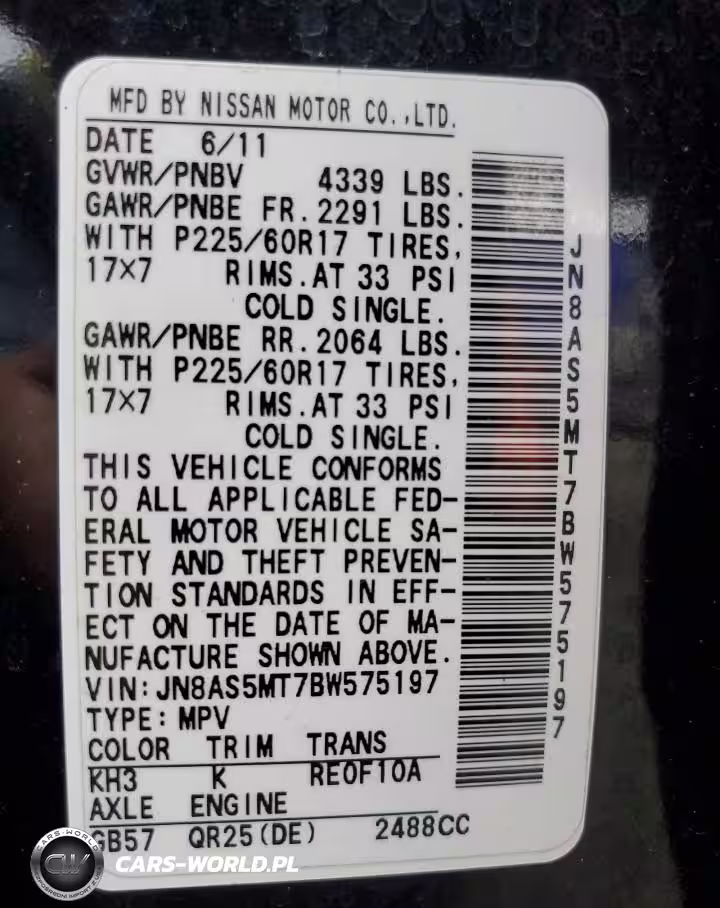 MFD BY NISSAN MOTOR CO.,LTD.
DATE 6/11
GVWR/PNBV 4339 LBS.
GAWR/PNBE FR.2291 LBS.
WITH P225/60R17 TIRES,
17×7 RIMS.AT 33 PSI
COLD SINGLE.
GAWR/PNBE RR.2064 LBS.
WITH P225/60R17 TIRES,
17×7 RIMS.AT 33 PSI
COLD SINGLE.
THIS VEHICLE CONFORMS
TO ALL APPLICABLE FED-
ERAL MOTOR VEHICLE SA-
FETY AND THEFT PREVEN-
TION STANDARDS IN EFF-
ECT ON THE DATE OF MA-
NUFACTURE SHOWN ABOVE.
VIN:JN8AS5MT7BW575197
TYPE:MPV
COLOR TRIM TRANS
KH3 K RE0F10A
AXLE ENGINE
GB57 QR25(DE) 2488CC
JN8AS5MT7BW575197
CARS-WORLD
CW
CARS-WORLD.PL